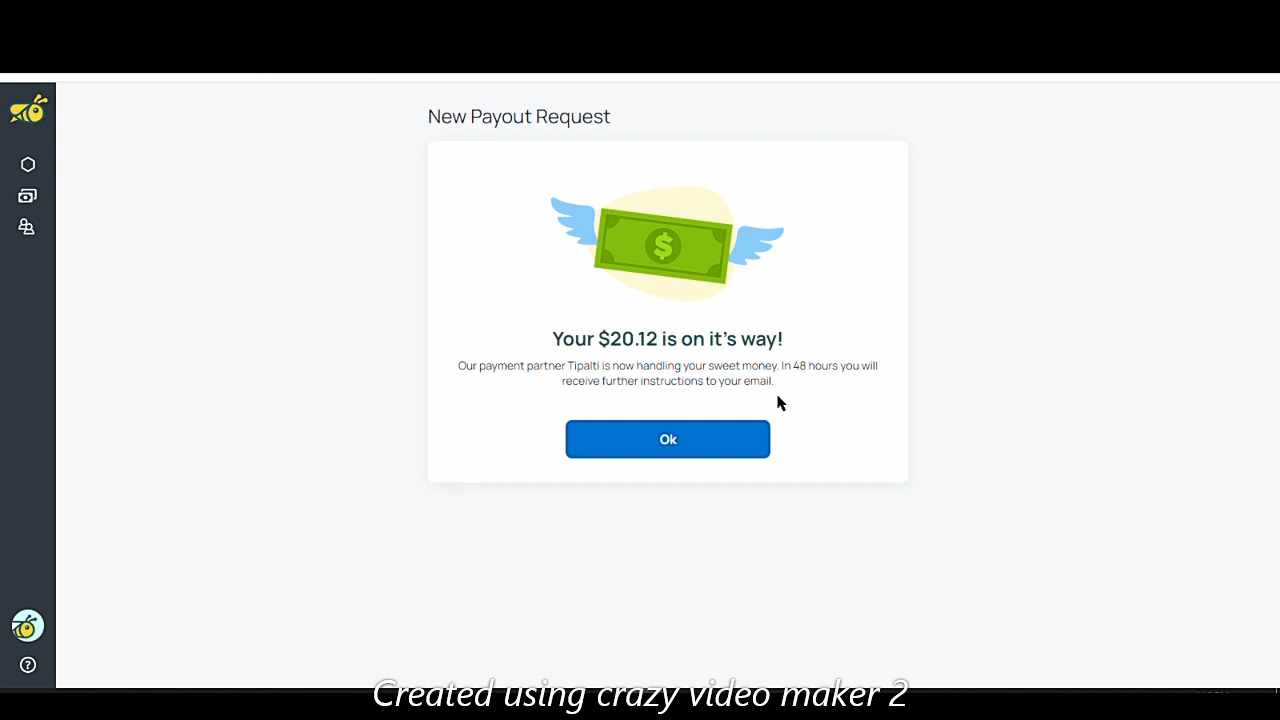 New Payout Request
$
Your $20.12 is on it's way!
Our payment partner Tipalti is now handling your sweet money. In 48 hours you will
receive further instructions to your email.
Ok
?
Created using crazy video maker 2